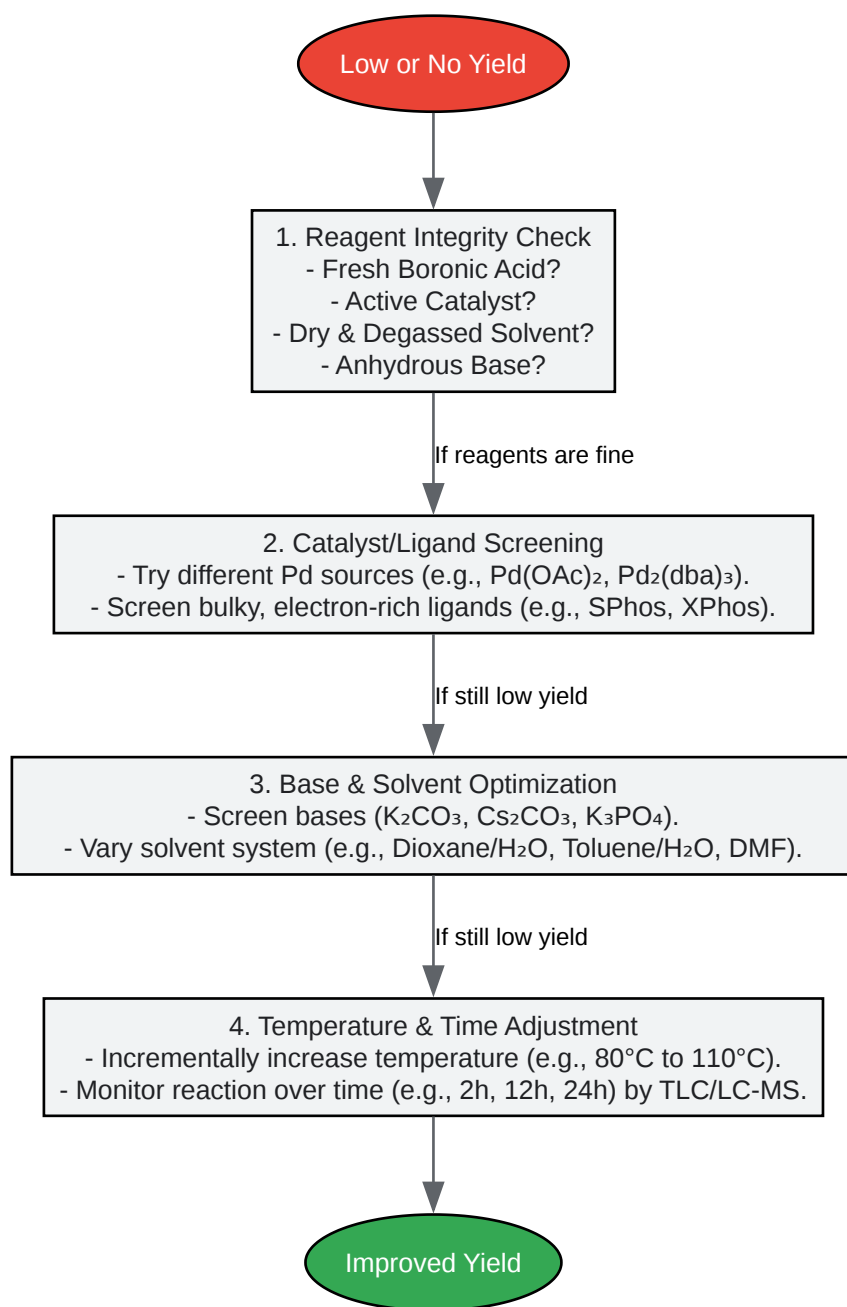 Low or No Yield
1. Reagent Integrity Check
- Fresh Boronic Acid?
- Active Catalyst?
- Dry & Degassed Solvent?
- Anhydrous Base?
If reagents are fine
2. Catalyst/Ligand Screening
- Try different Pd sources (e.g., Pd(OAc)₂, Pd₂(dba)₃).
- Screen bulky, electron-rich ligands (e.g., SPhos, XPhos).
If still low yield
3. Base & Solvent Optimization
- Screen bases (K₂CO₃, Cs₂CO₃, K₃PO₄).
- Vary solvent system (e.g., Dioxane/H₂O, Toluene/H₂O, DMF).
If still low yield
4. Temperature & Time Adjustment
- Incrementally increase temperature (e.g., 80°C to 110°C).
- Monitor reaction over time (e.g., 2h, 12h, 24h) by TLC/LC-MS.
Improved Yield